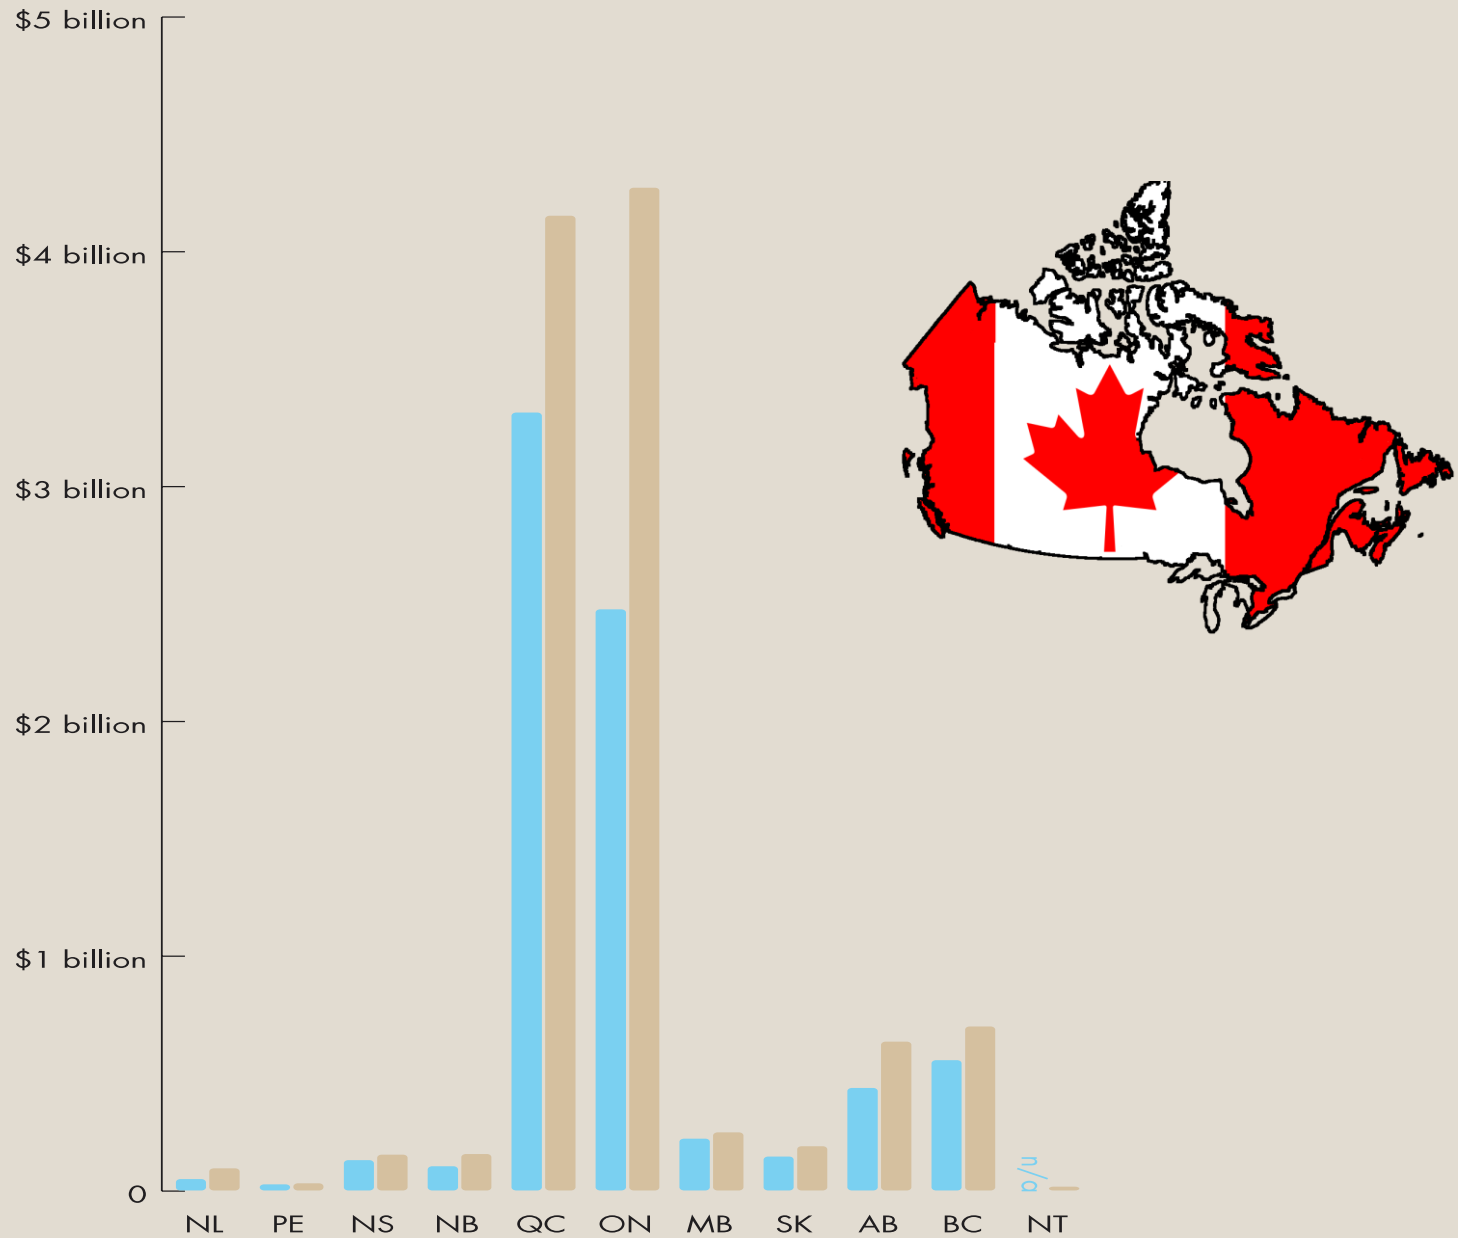 $5 billion
$4 billion
$3 billion
$2 billion
$1 billion
0
n/a
NL PE NS NB QC ON MB SK AB BC NT